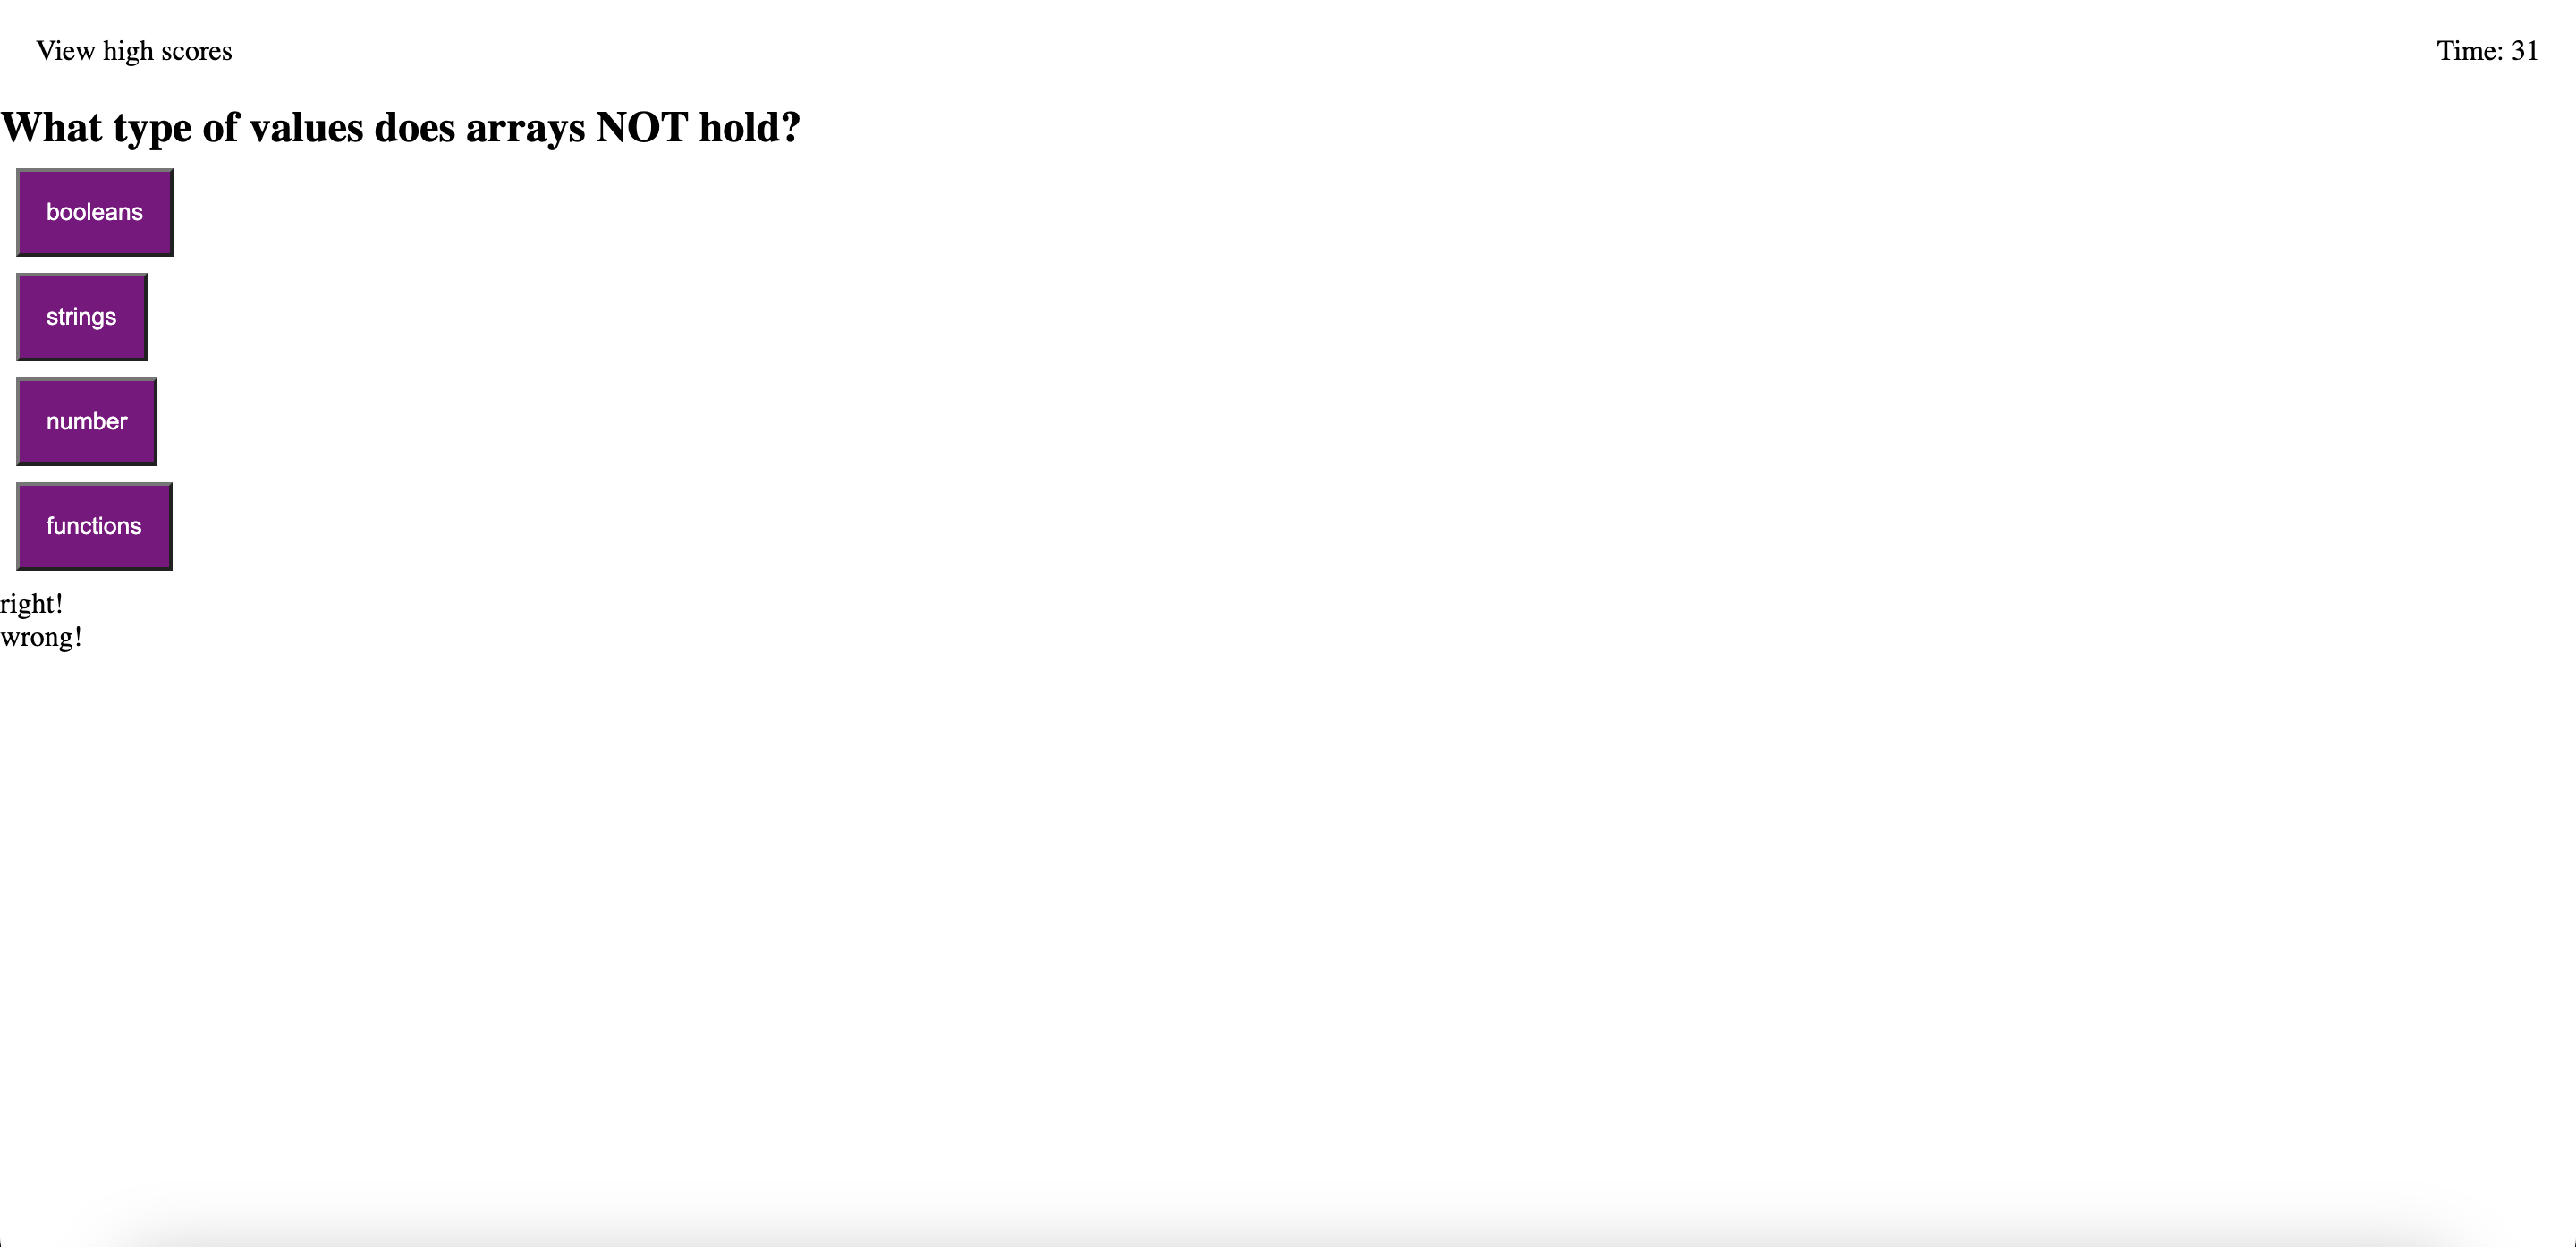 View high scores
Time: 31
What type of values does arrays NOT hold?
booleans
strings
number
functions
right!
wrong!